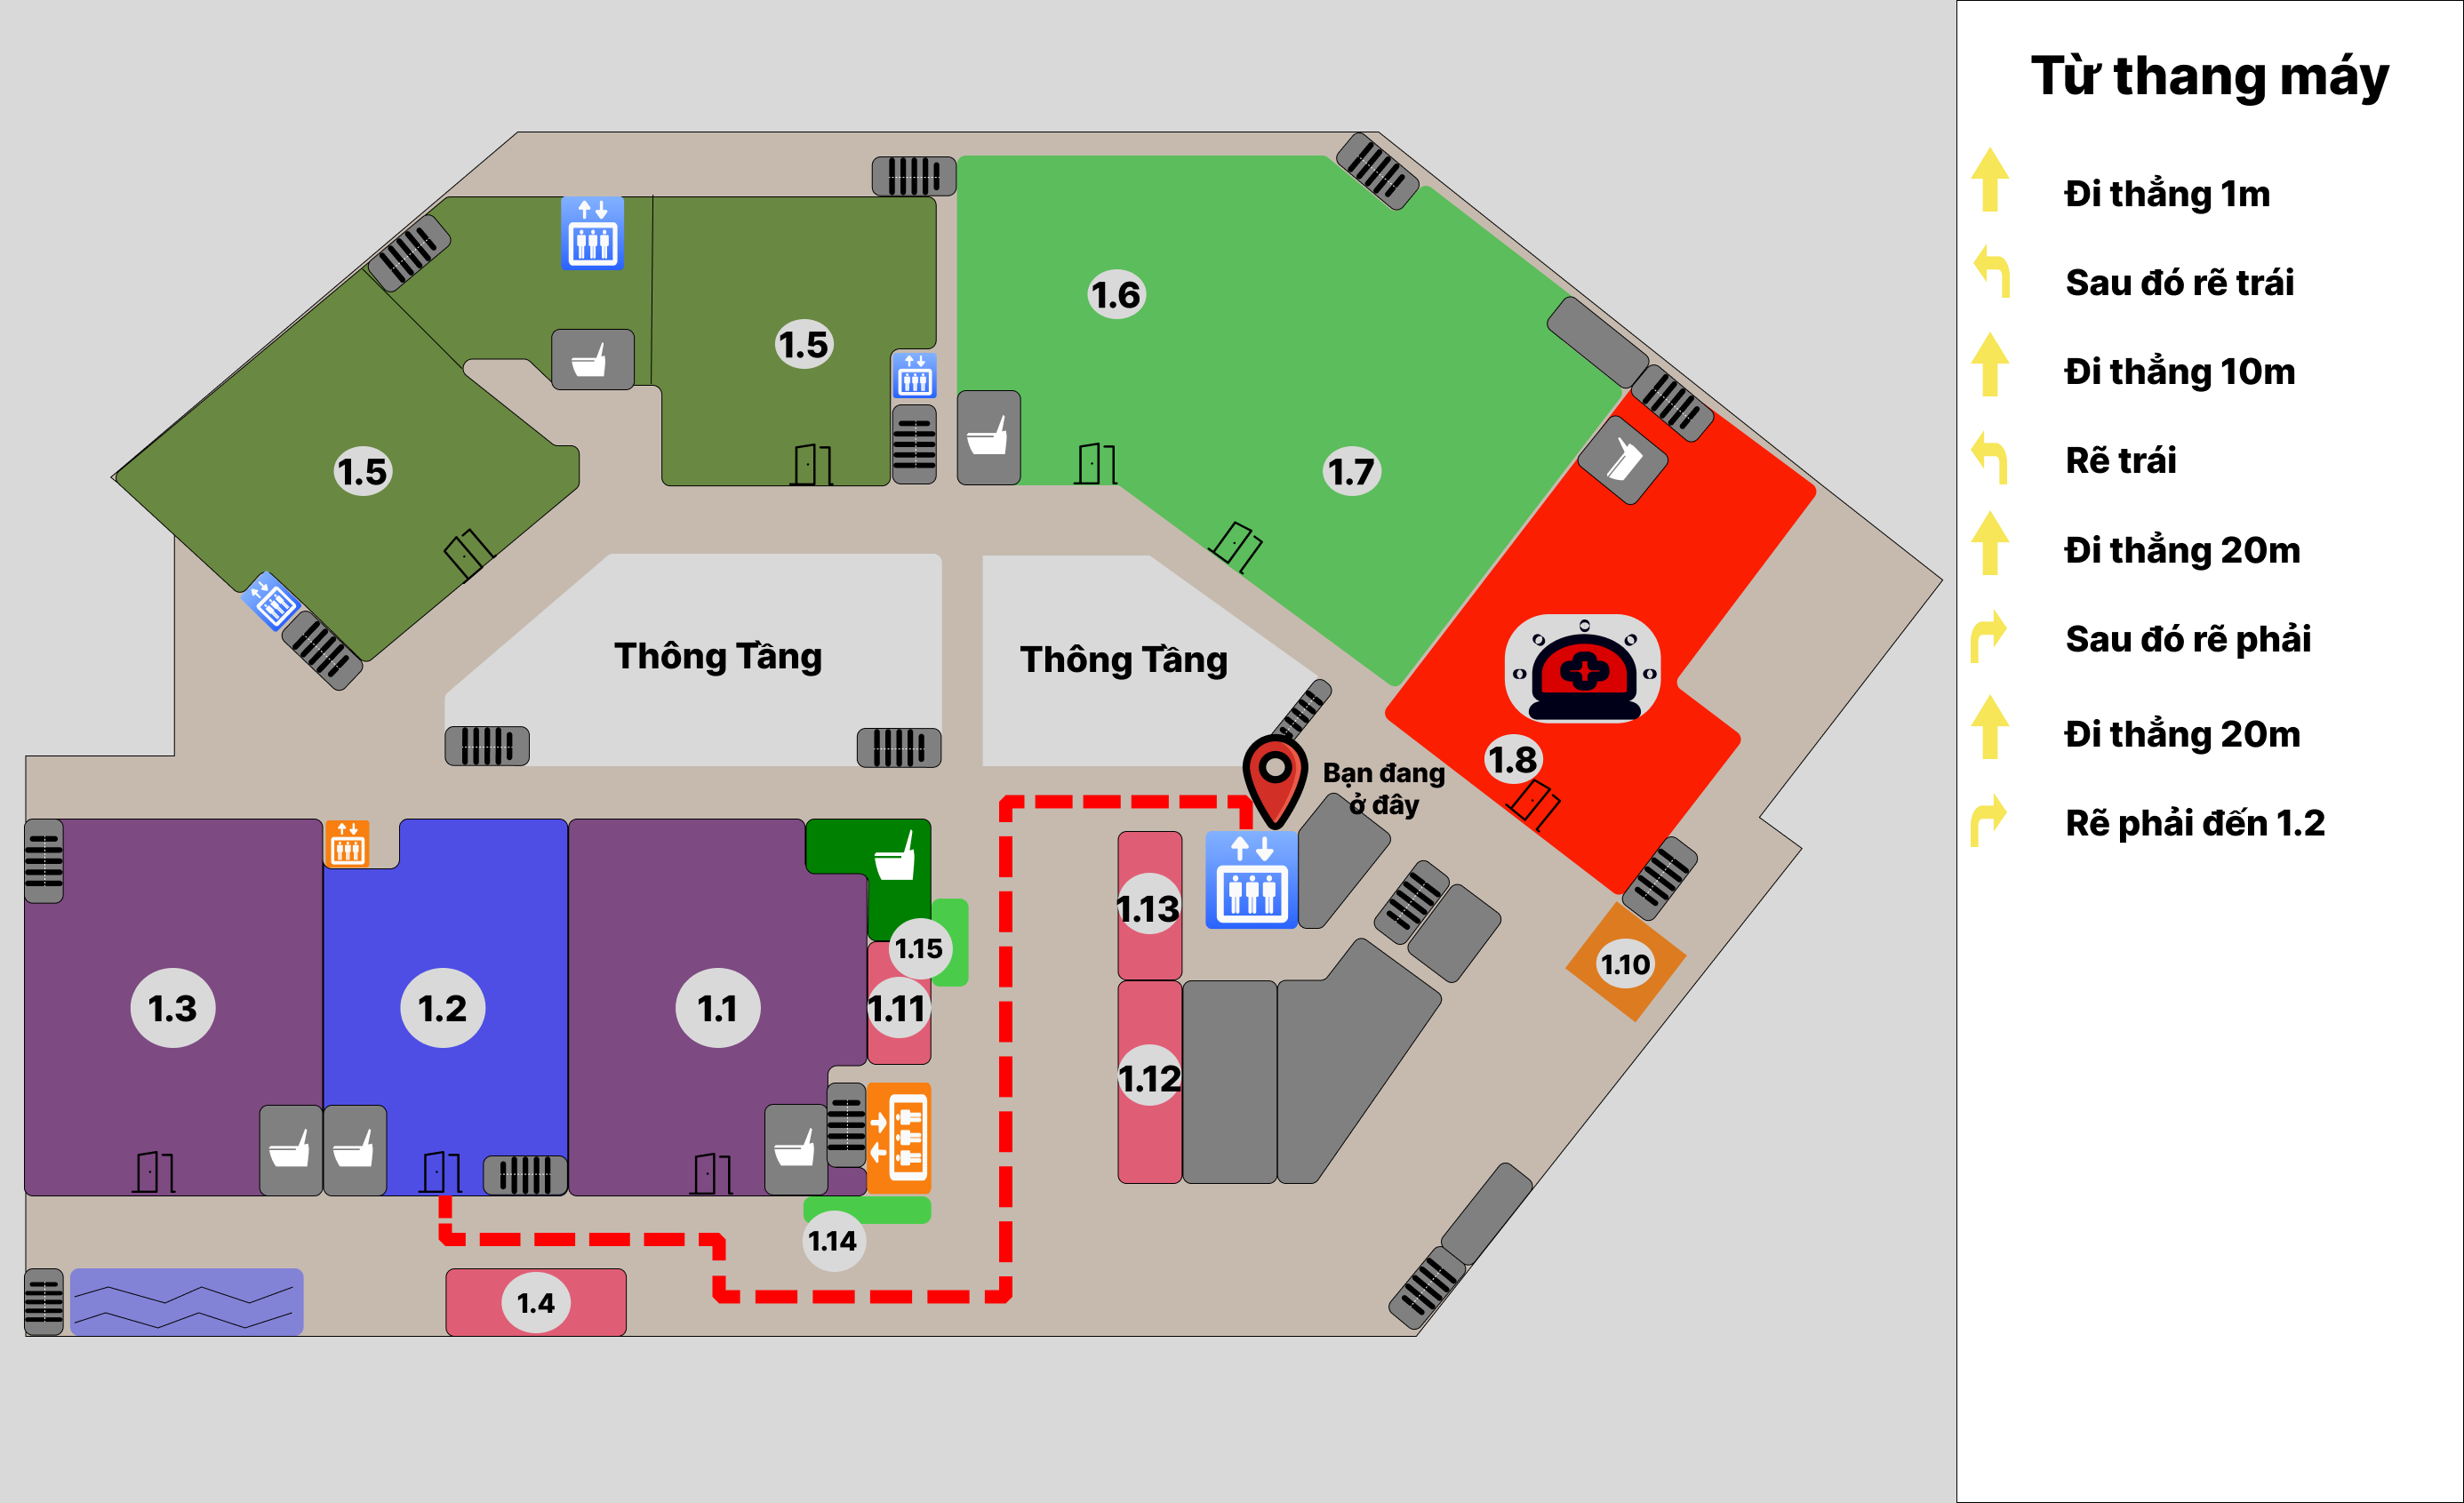 Từ thang máy
Đi thẳng 1m
Sau đó rẽ trái
Đi thẳng 10m
Rẽ trái
Đi thẳng 20m
Sau đó rẽ phải
Đi thẳng 20m
Rẽ phải đến 1.2
1.6
1.5
1.5
1.7
Thông Tầng
Thông Tầng
1.8
Bạn đang
ở đây
1.13
1.15
1.10
1.3
1.2
1.1
1.11
1.12
1.14
1.4